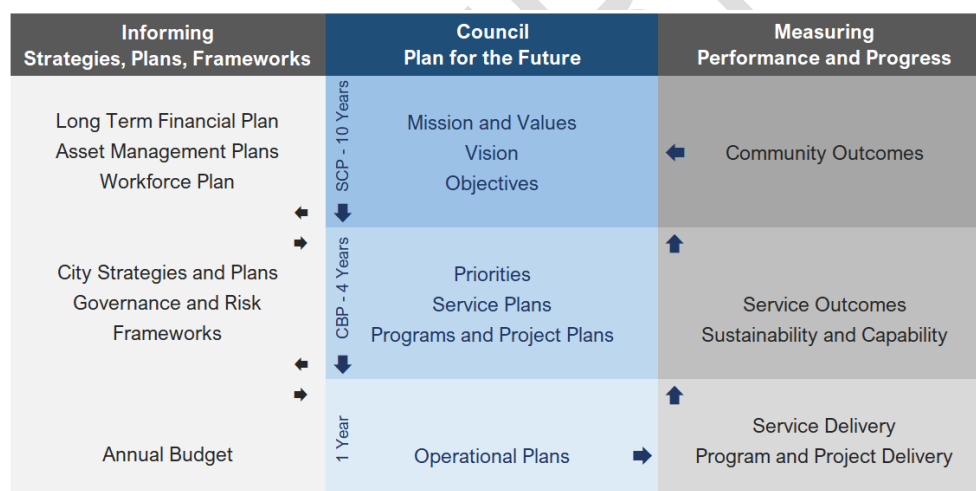 Informing
Strategies, Plans, Frameworks
Council
Plan for the Future
Measuring
Performance and Progress
Long Term Financial Plan
Asset Management Plans
Workforce Plan
SCP - 10 Years
Mission and Values
Vision
Objectives
Community Outcomes
City Strategies and Plans
Governance and Risk
Frameworks
CBP - 4 Years
Priorities
Service Plans
Programs and Project Plans
Service Outcomes
Sustainability and Capability
Annual Budget
1 Year
Operational Plans
Service Delivery
Program and Project Delivery